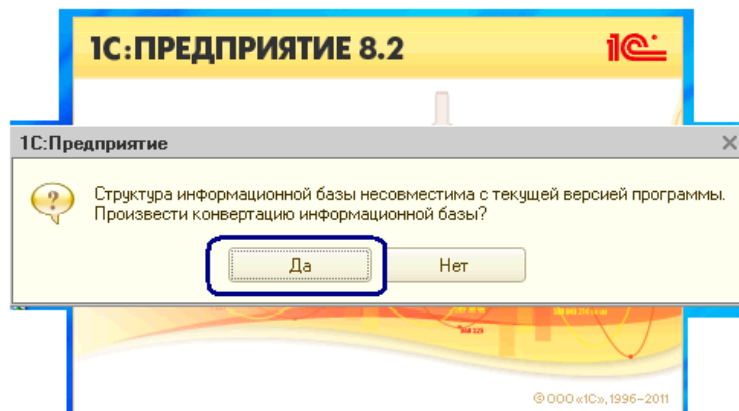 1С:ПРЕДПРИЯТИЕ 8.2
1С:Предприятие
Структура информационной базы несовместима с текущей версией программы.
Произвести конвертацию информационной базы?
Да
Нет
© ООО «1С», 1996–2011